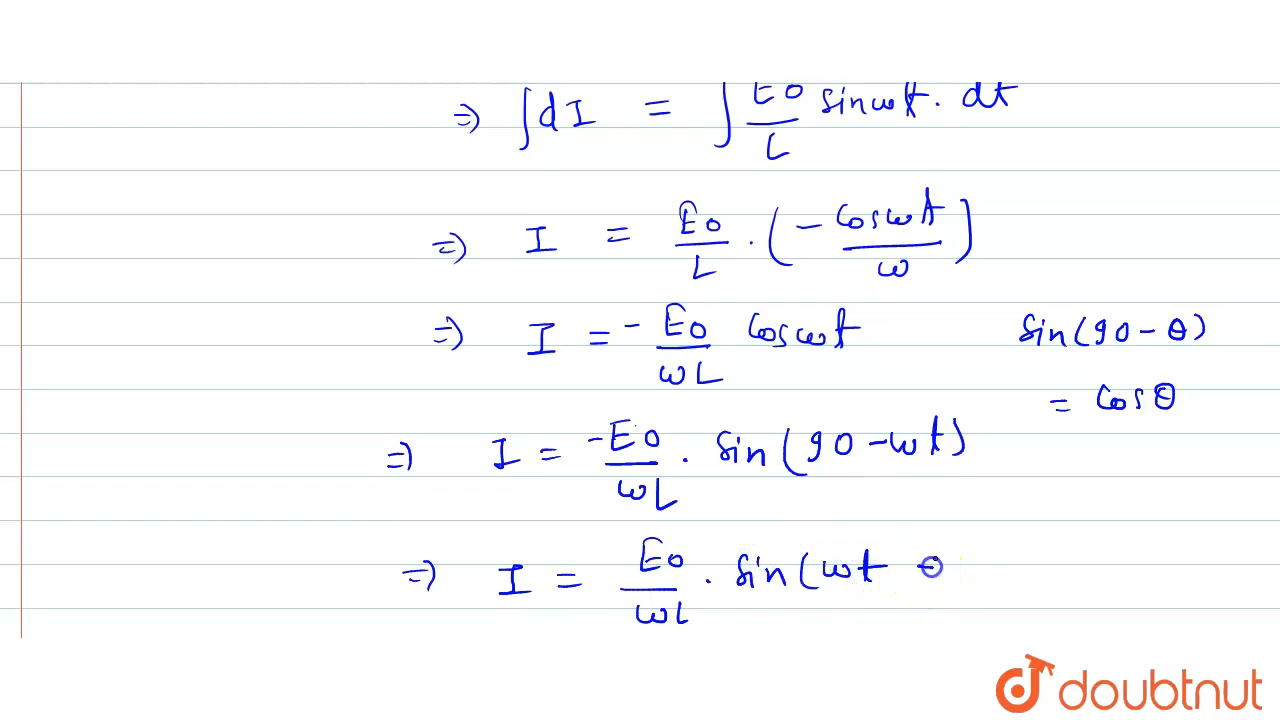 ⇒ ∫dI = ∫ E0/L sinωt. dt
⇒ I = E0/L . (- cosωt/ω)
⇒ I = - E0/ωL cosωt
sin(90-θ)
= cosθ
⇒ I = -E0/ωL . sin(90-ωt)
⇒ I = E0/ωL . sin(ωt -
doubtnut